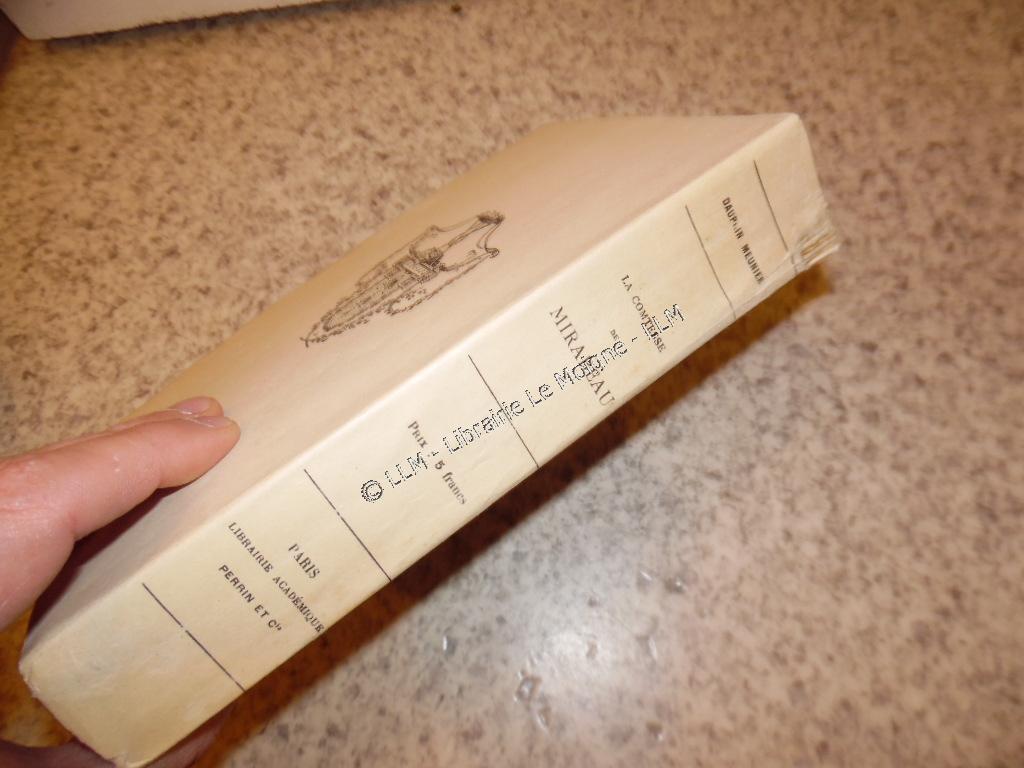 DAUPHIN MEUNIER
LA COMTESSE
DE
MIRABEAU
Prix 5 francs
PARIS
LIBRAIRIE ACADÉMIQUE
PERRIN ET Cie
© LLM - Librairie Le Moigne - LLM